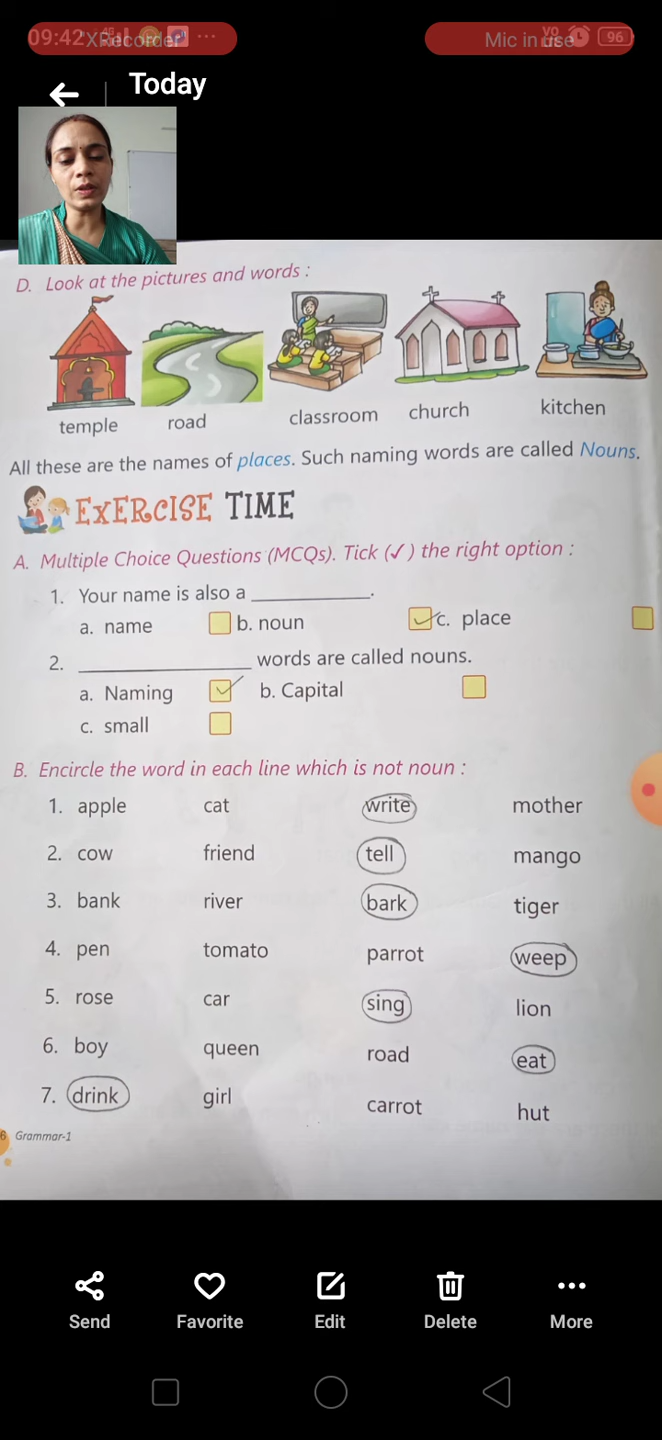 09:42 XRecorder ...
Mic in use 96
Today
D. Look at the pictures and words :
temple road classroom church kitchen
All these are the names of places. Such naming words are called Nouns.
EXERCISE TIME
A. Multiple Choice Questions (MCQs). Tick (✓) the right option :
1. Your name is also a ____________.
a. name b. noun ✓ c. place
2. __________________ words are called nouns.
a. Naming ✓ b. Capital
c. small
B. Encircle the word in each line which is not noun :
1. apple cat write mother
2. cow friend tell mango
3. bank river bark tiger
4. pen tomato parrot weep
5. rose car sing lion
6. boy queen road eat
7. drink girl carrot hut
6 Grammar-1
Send Favorite Edit Delete More